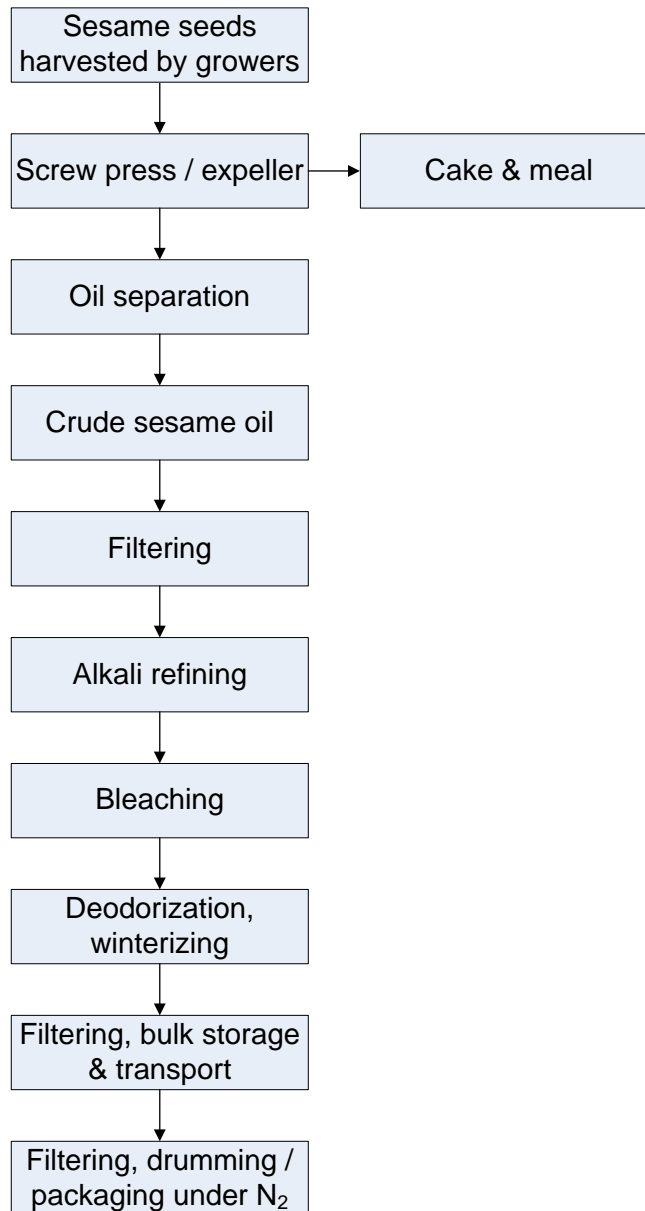 Sesame seeds
harvested by growers
Screw press / expeller
Cake & meal
Oil separation
Crude sesame oil
Filtering
Alkali refining
Bleaching
Deodorization,
winterizing
Filtering, bulk storage
& transport
Filtering, drumming /
packaging under N₂